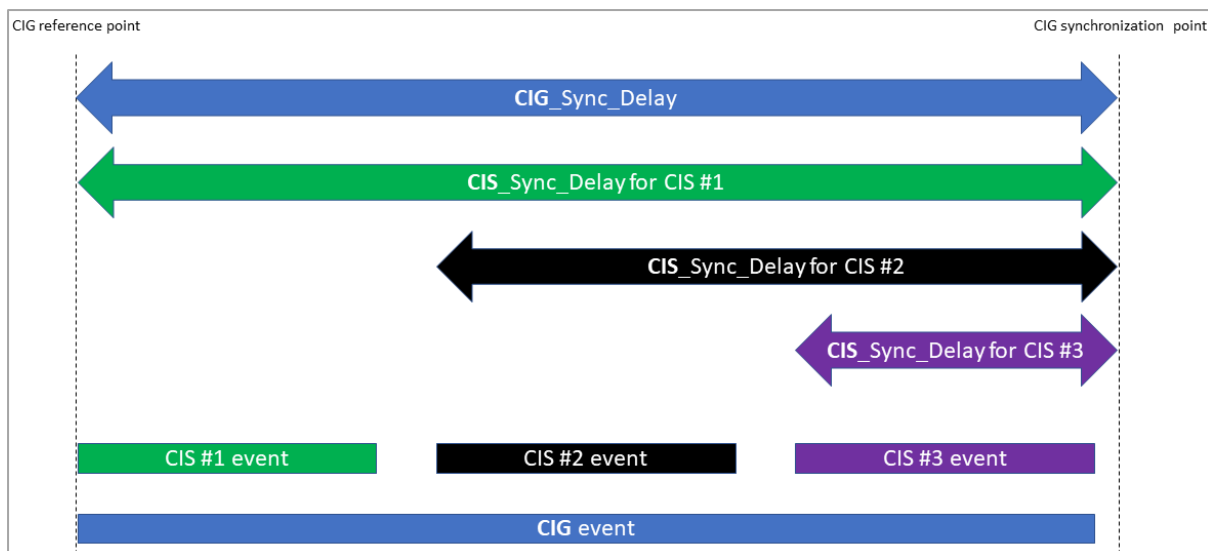 CIG reference point
CIG synchronization point
CIG_Sync_Delay
CIS_Sync_Delay for CIS #1
CIS_Sync_Delay for CIS #2
CIS_Sync_Delay for CIS #3
CIS #1 event
CIS #2 event
CIS #3 event
CIG event